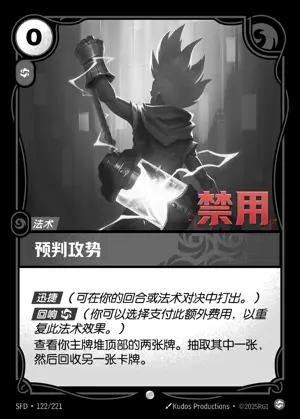 0
禁用
法术
预判攻势
迅捷（可在你的回合或法术对决中打出。）
回响（你可以选择支付此额外费用，以重
复此法术效果。）
查看你主牌堆顶部的两张牌。抽取其中一张，
然后回收另一张卡牌。
SFD • 122/221
Kudos Productions • ©2025RGI